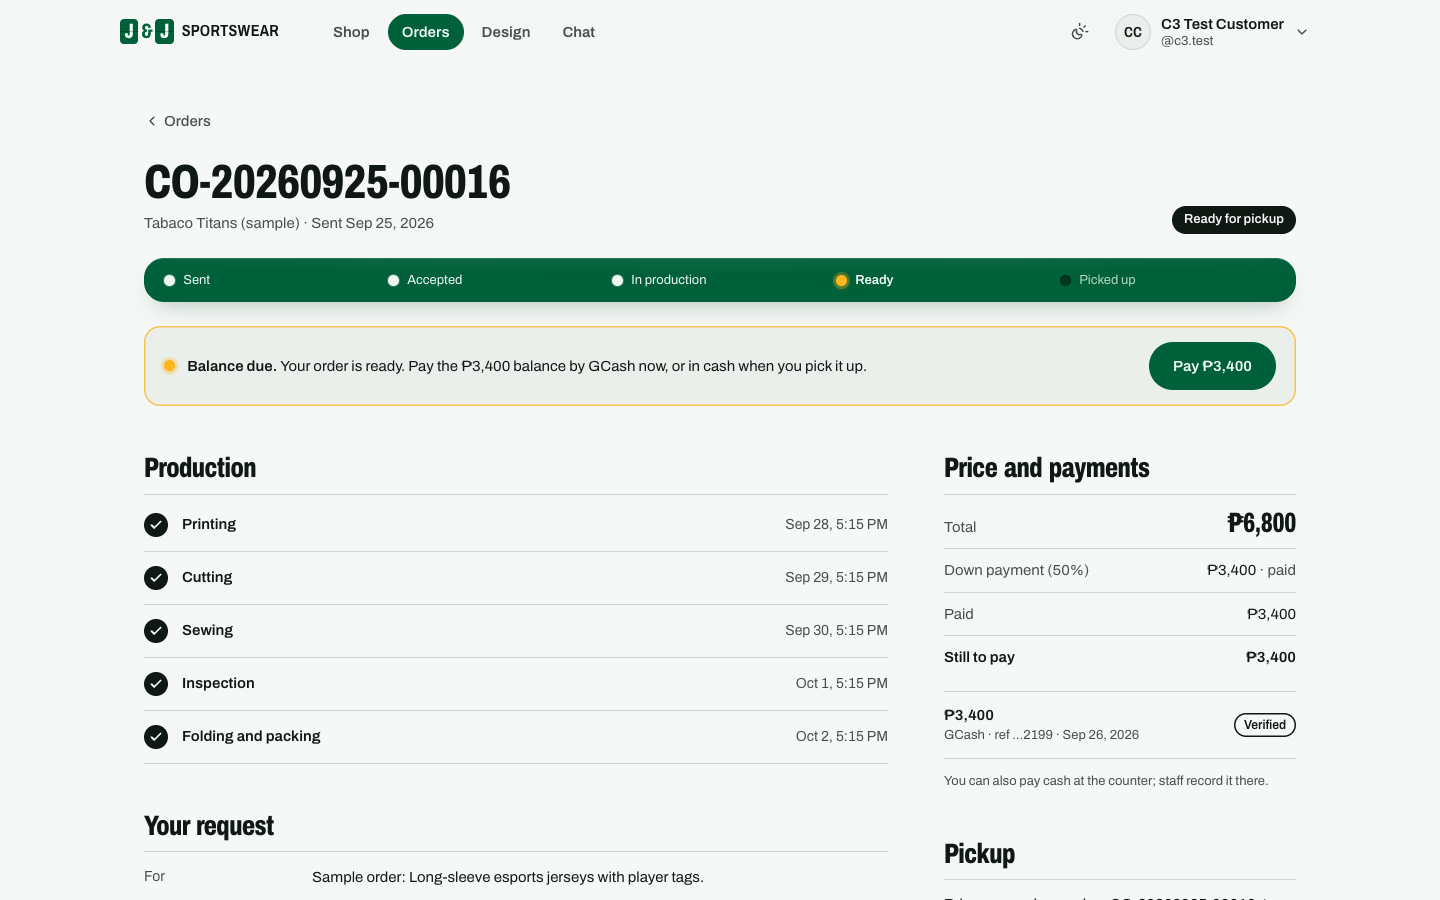 J & J SPORTSWEAR
Shop
Orders
Design
Chat
CC
C3 Test Customer
@c3.test
Orders
CO-20260925-00016
Tabaco Titans (sample) · Sent Sep 25, 2026
Ready for pickup
Sent
Accepted
In production
Ready
Picked up
Balance due. Your order is ready. Pay the ₱3,400 balance by GCash now, or in cash when you pick it up.
Pay ₱3,400
Production
Printing
Sep 28, 5:15 PM
Cutting
Sep 29, 5:15 PM
Sewing
Sep 30, 5:15 PM
Inspection
Oct 1, 5:15 PM
Folding and packing
Oct 2, 5:15 PM
Your request
For
Sample order: Long-sleeve esports jerseys with player tags.
Price and payments
Total
₱6,800
Down payment (50%)
₱3,400 · paid
Paid
₱3,400
Still to pay
₱3,400
₱3,400
GCash · ref ...2199 · Sep 26, 2026
Verified
You can also pay cash at the counter; staff record it there.
Pickup